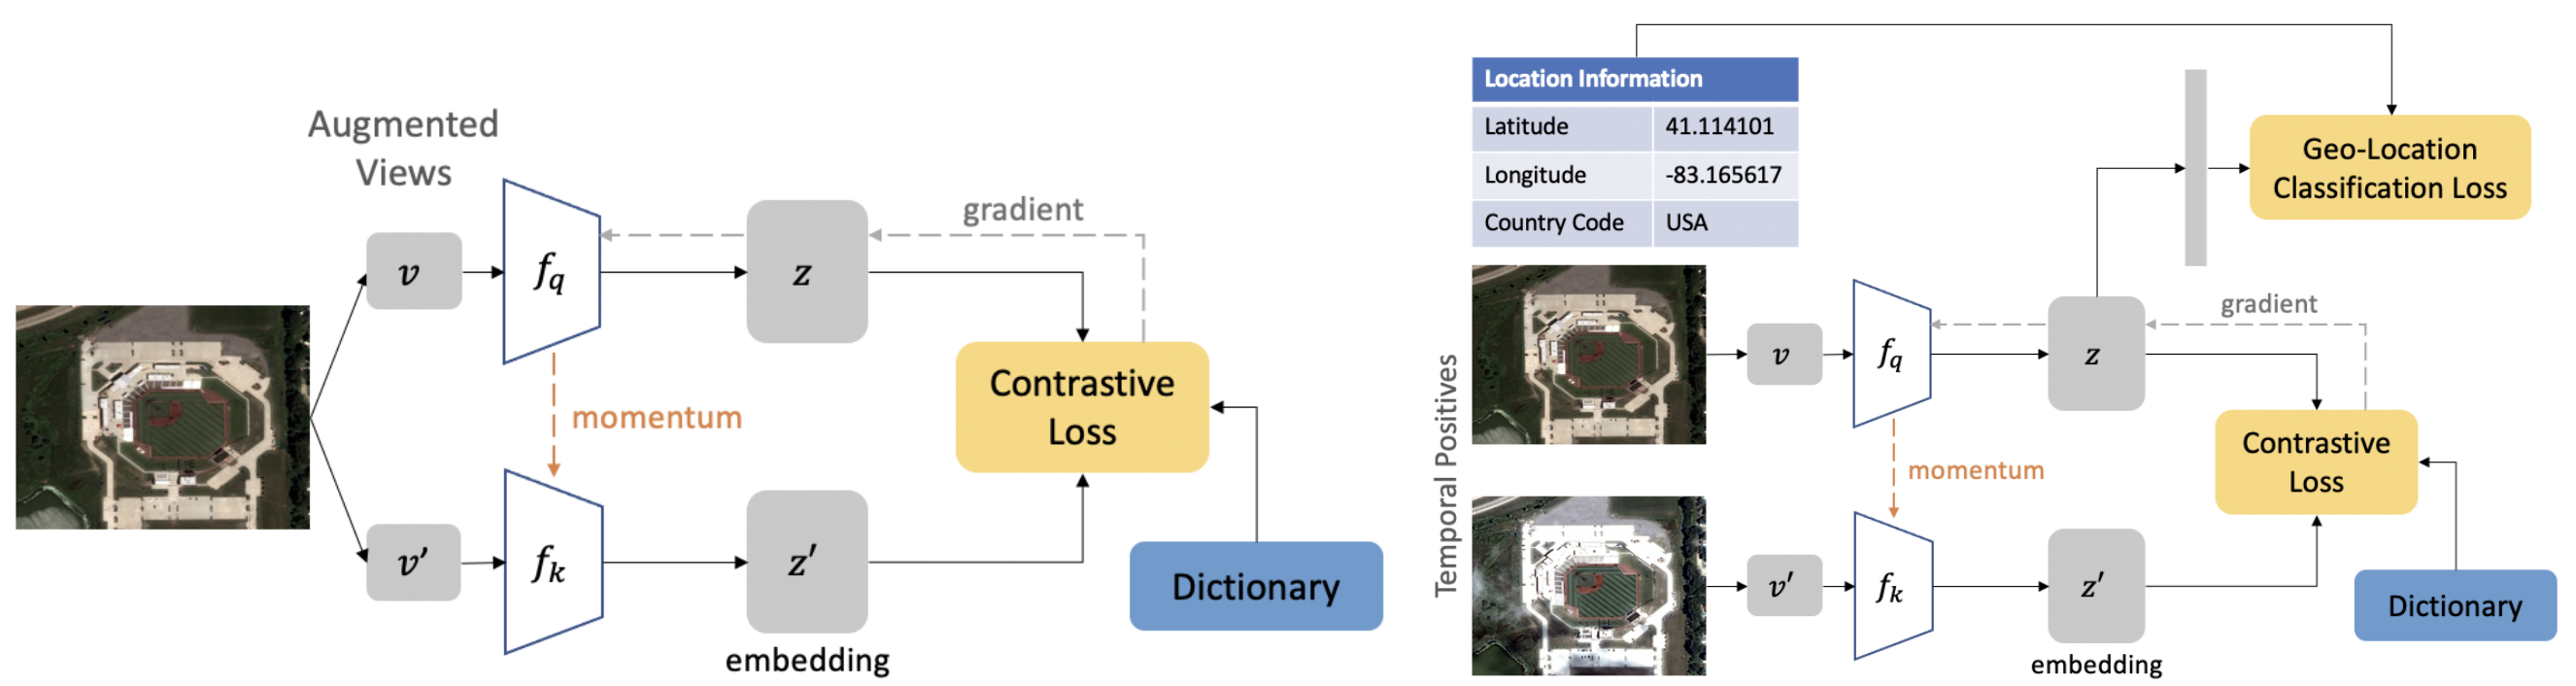 Augmented
Views
v
f_q
z
gradient
momentum
Contrastive
Loss
v'
f_k
z'
embedding
Dictionary
Location Information
Latitude 41.114101
Longitude -83.165617
Country Code USA
Geo-Location
Classification Loss
Temporal Positives
v
f_q
z
gradient
momentum
Contrastive
Loss
v'
f_k
z'
embedding
Dictionary